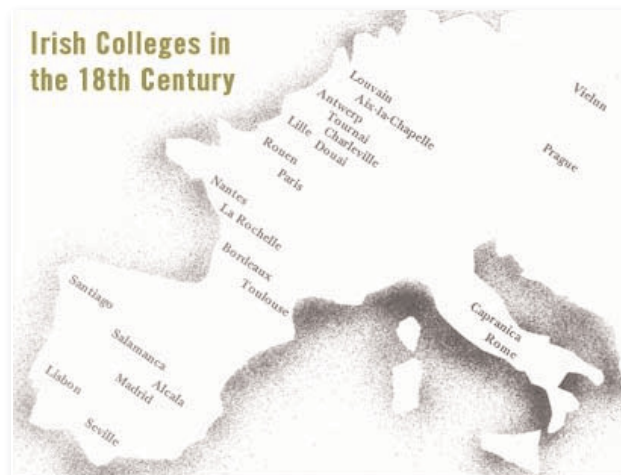 Irish Colleges in
the 18th Century
Louvain
Aix-la-Chapelle
Antwerp
Tournai
Charleville
Lille
Douai
Rouen
Paris
Nantes
La Rochelle
Bordeaux
Toulouse
Vielun
Prague
Santiago
Salamanca
Lisbon
Madrid
Alcala
Seville
Capranica
Rome